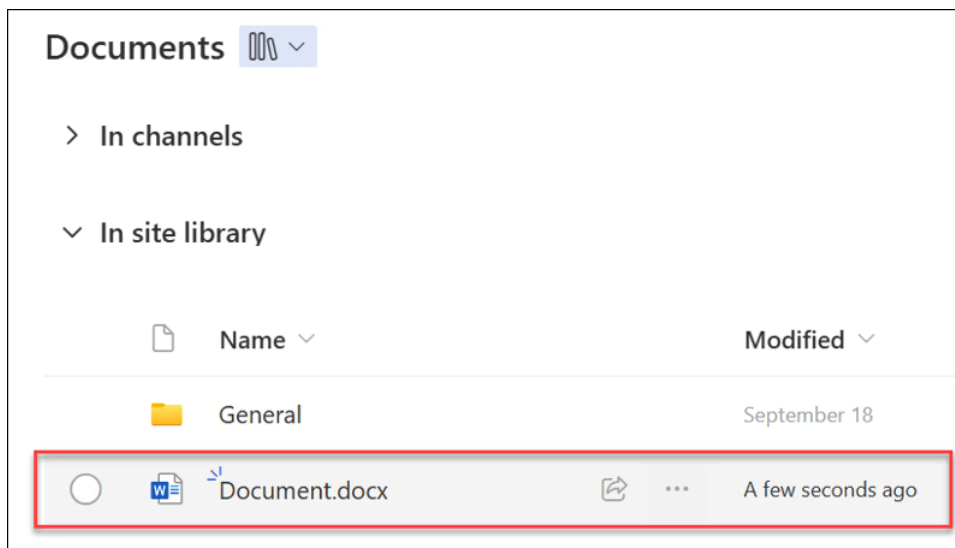 Documents
In channels
In site library
Name Modified
General September 18
W Document.docx A few seconds ago